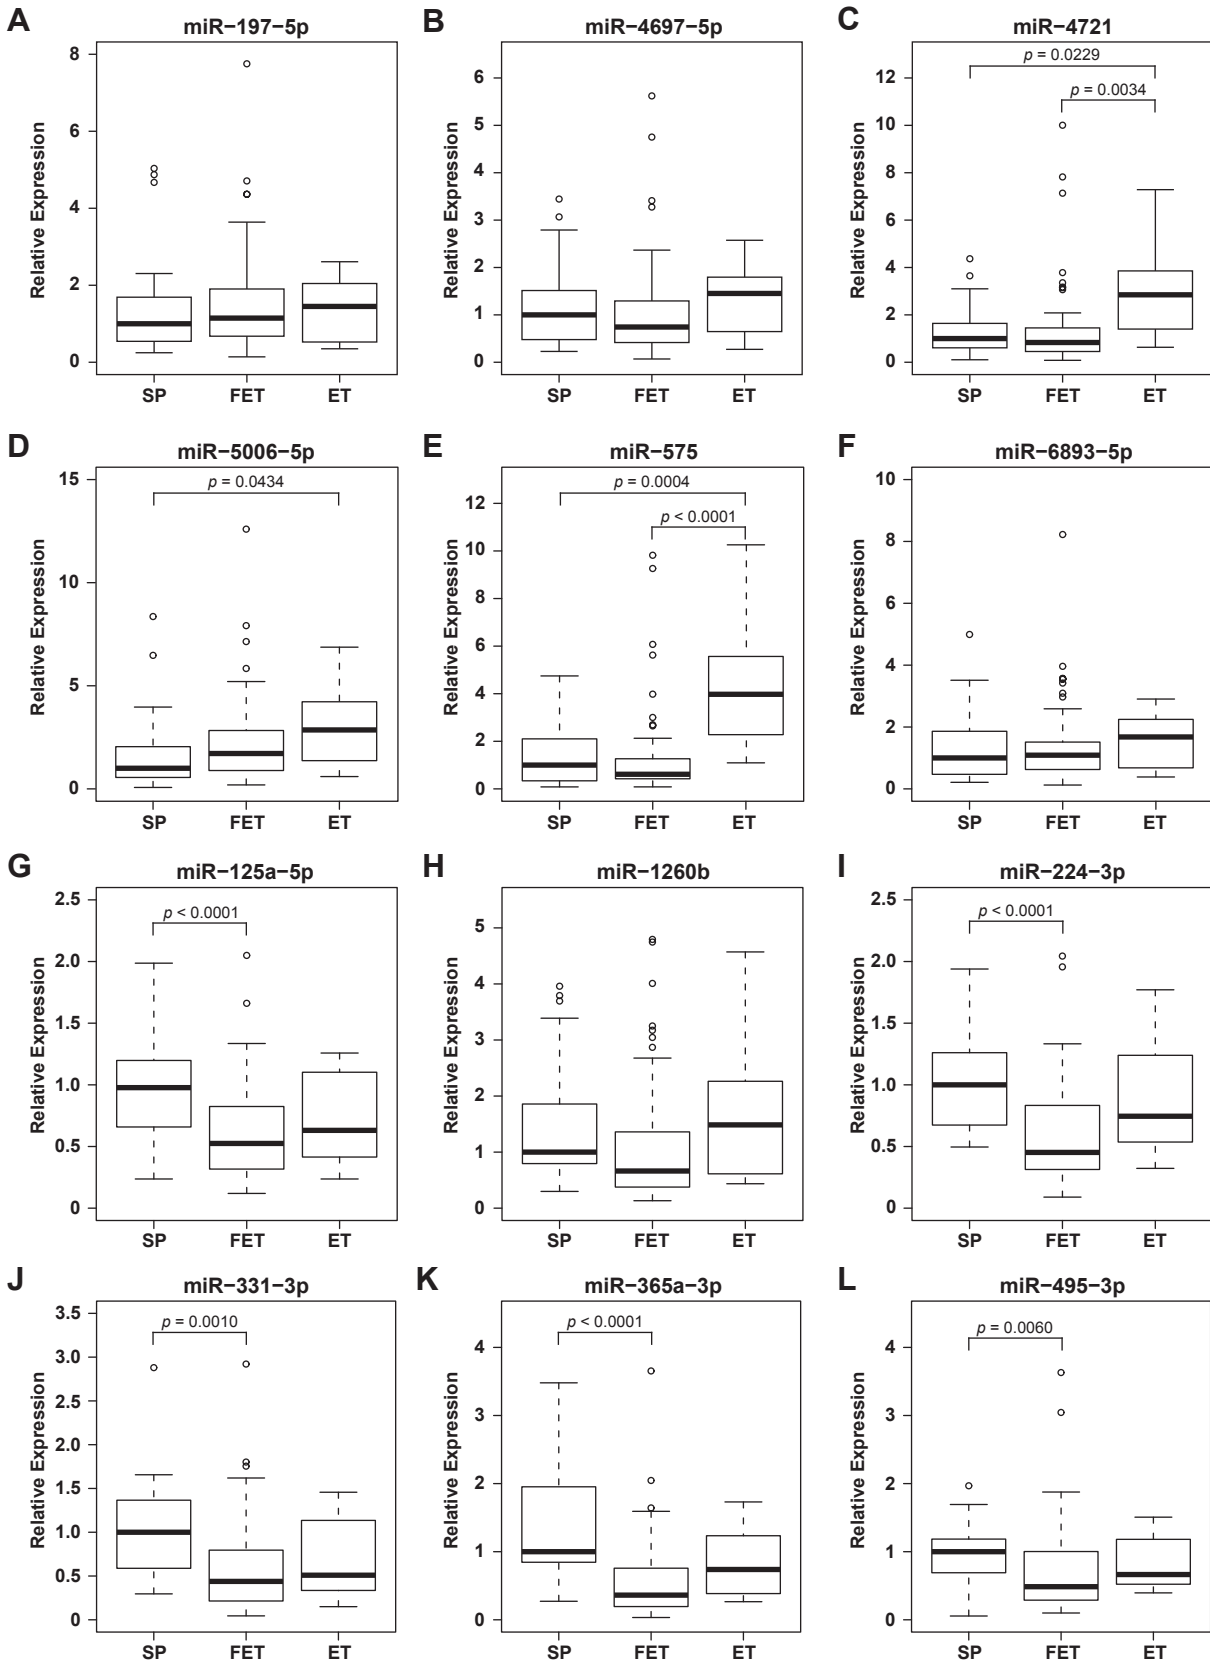 A
miR−197−5p
Relative Expression
8
6
4
2
0
SP FET ET
B
miR−4697−5p
Relative Expression
6
5
4
3
2
1
0
SP FET ET
C
miR−4721
Relative Expression
12
10
8
6
4
2
0
p = 0.0229
p = 0.0034
SP FET ET
D
miR−5006−5p
Relative Expression
15
10
5
0
p = 0.0434
SP FET ET
E
miR−575
Relative Expression
12
10
8
6
4
2
0
p = 0.0004
p < 0.0001
SP FET ET
F
miR−6893−5p
Relative Expression
10
8
6
4
2
0
SP FET ET
G
miR−125a−5p
Relative Expression
2.5
2.0
1.5
1.0
0.5
0
p < 0.0001
SP FET ET
H
miR−1260b
Relative Expression
5
4
3
2
1
0
SP FET ET
I
miR−224−3p
Relative Expression
2.5
2.0
1.5
1.0
0.5
0
p < 0.0001
SP FET ET
J
miR−331−3p
Relative Expression
3.5
3.0
2.5
2.0
1.5
1.0
0.5
0
p = 0.0010
SP FET ET
K
miR−365a−3p
Relative Expression
4
3
2
1
0
p < 0.0001
SP FET ET
L
miR−495−3p
Relative Expression
4
3
2
1
0
p = 0.0060
SP FET ET